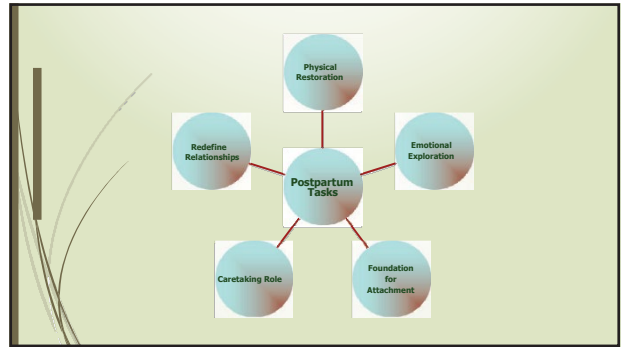 Physical
Restoration
Redefine
Relationships
Emotional
Exploration
Postpartum
Tasks
Caretaking Role
Foundation
for
Attachment